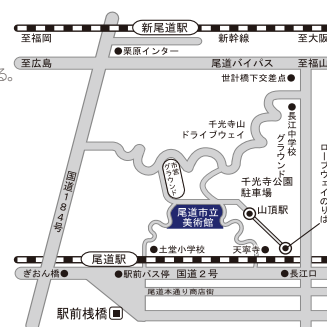 新尾道駅
至福岡
新幹線
至大阪
栗原インター
至広島
尾道バイパス
至福山
る。
世計橋下交差点
千光寺山
ドライブウェイ
長江中学校
グラウンド
市営
グラウンド
千光寺公園
駐車場
ロープウェイのりば
国道184号
山頂駅
尾道市立
美術館
土堂小学校
天寧寺
尾道駅
ぎおん橋
駅前バス停
国道2号
長江口
尾道本通り商店街
駅前桟橋